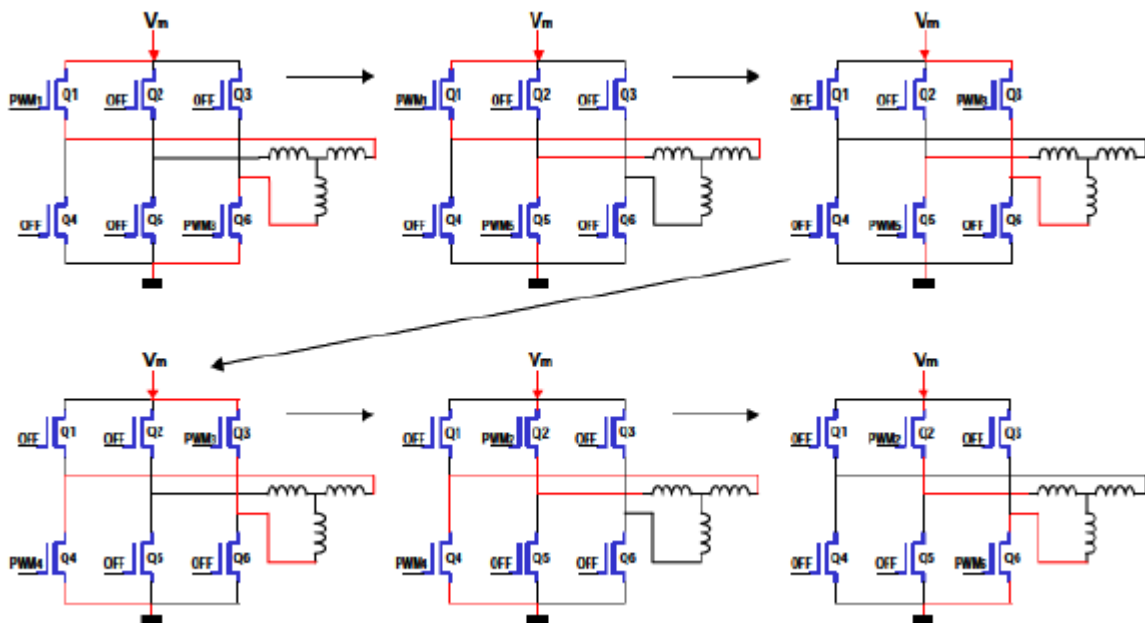 Vm
PWM1 Q1 OFF Q2 OFF Q3
OFF Q4 OFF Q5 Q6
Vm
PWM1 Q1 OFF Q2 OFF Q3
OFF Q4 PWM5 Q5 OFF Q6
Vm
OFF Q1 OFF Q2 PWM3 Q3
OFF Q4 PWM5 Q5 OFF Q6
Vm
OFF Q1 OFF Q2 PWM3 Q3
PWM4 Q4 OFF Q5 OFF Q6
Vm
OFF Q1 PWM2 Q2 OFF Q3
PWM4 Q4 OFF Q5 OFF Q6
Vm
OFF Q1 PWM2 Q2 OFF Q3
OFF Q4 OFF Q5 PWM6 Q6